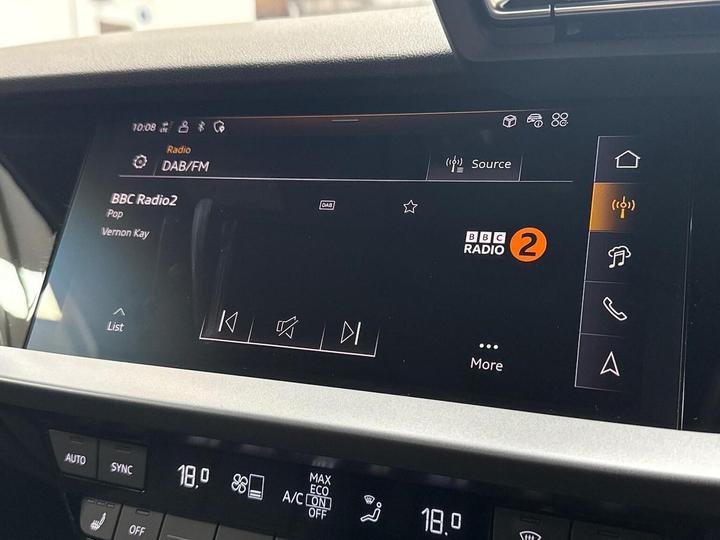 10:08 LTE
Radio
DAB/FM
Source
BBC Radio2
Pop
Vernon Kay
DAB
BBC
RADIO 2
List
More
AUTO
SYNC
18.0
MAX
ECO
A/C ON
OFF
18.0
OFF